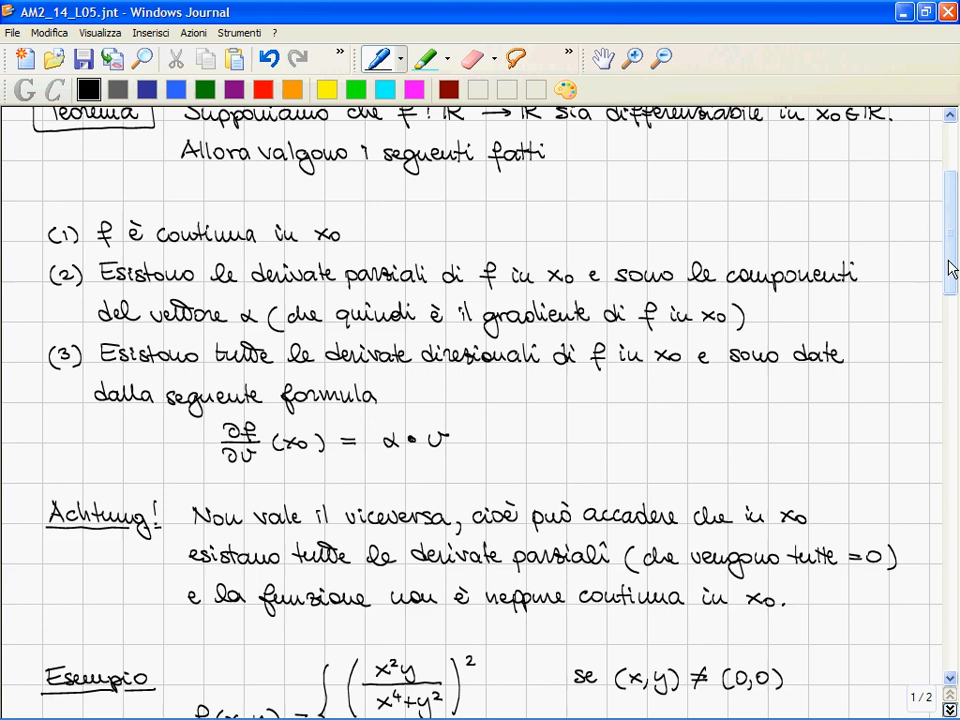 AM2_14_L05.jnt - Windows Journal
File Modifica Visualizza Inserisci Azioni Strumenti ?
G C
Teorema Supponiamo che f: ℝ → ℝ sia differenziabile in x0 ∈ ℝ.
Allora valgono i seguenti fatti
(1) f è continua in x0
(2) Esistono le derivate parziali di f in x0 e sono le componenti
del vettore α (che quindi è il gradiente di f in x0)
(3) Esistono tutte le derivate direzionali di f in x0 e sono date
dalla seguente formula
∂f/∂v (x0) = α • v
Achtung! Non vale il viceversa, cioè può accadere che in x0
esistano tutte le derivate parziali (che vengono tutte = 0)
e la funzione non è neppure continua in x0.
Esempio { ( x²y / x⁴+y² )² se (x,y) ≠ (0,0)
f(x,y) =
1 / 2